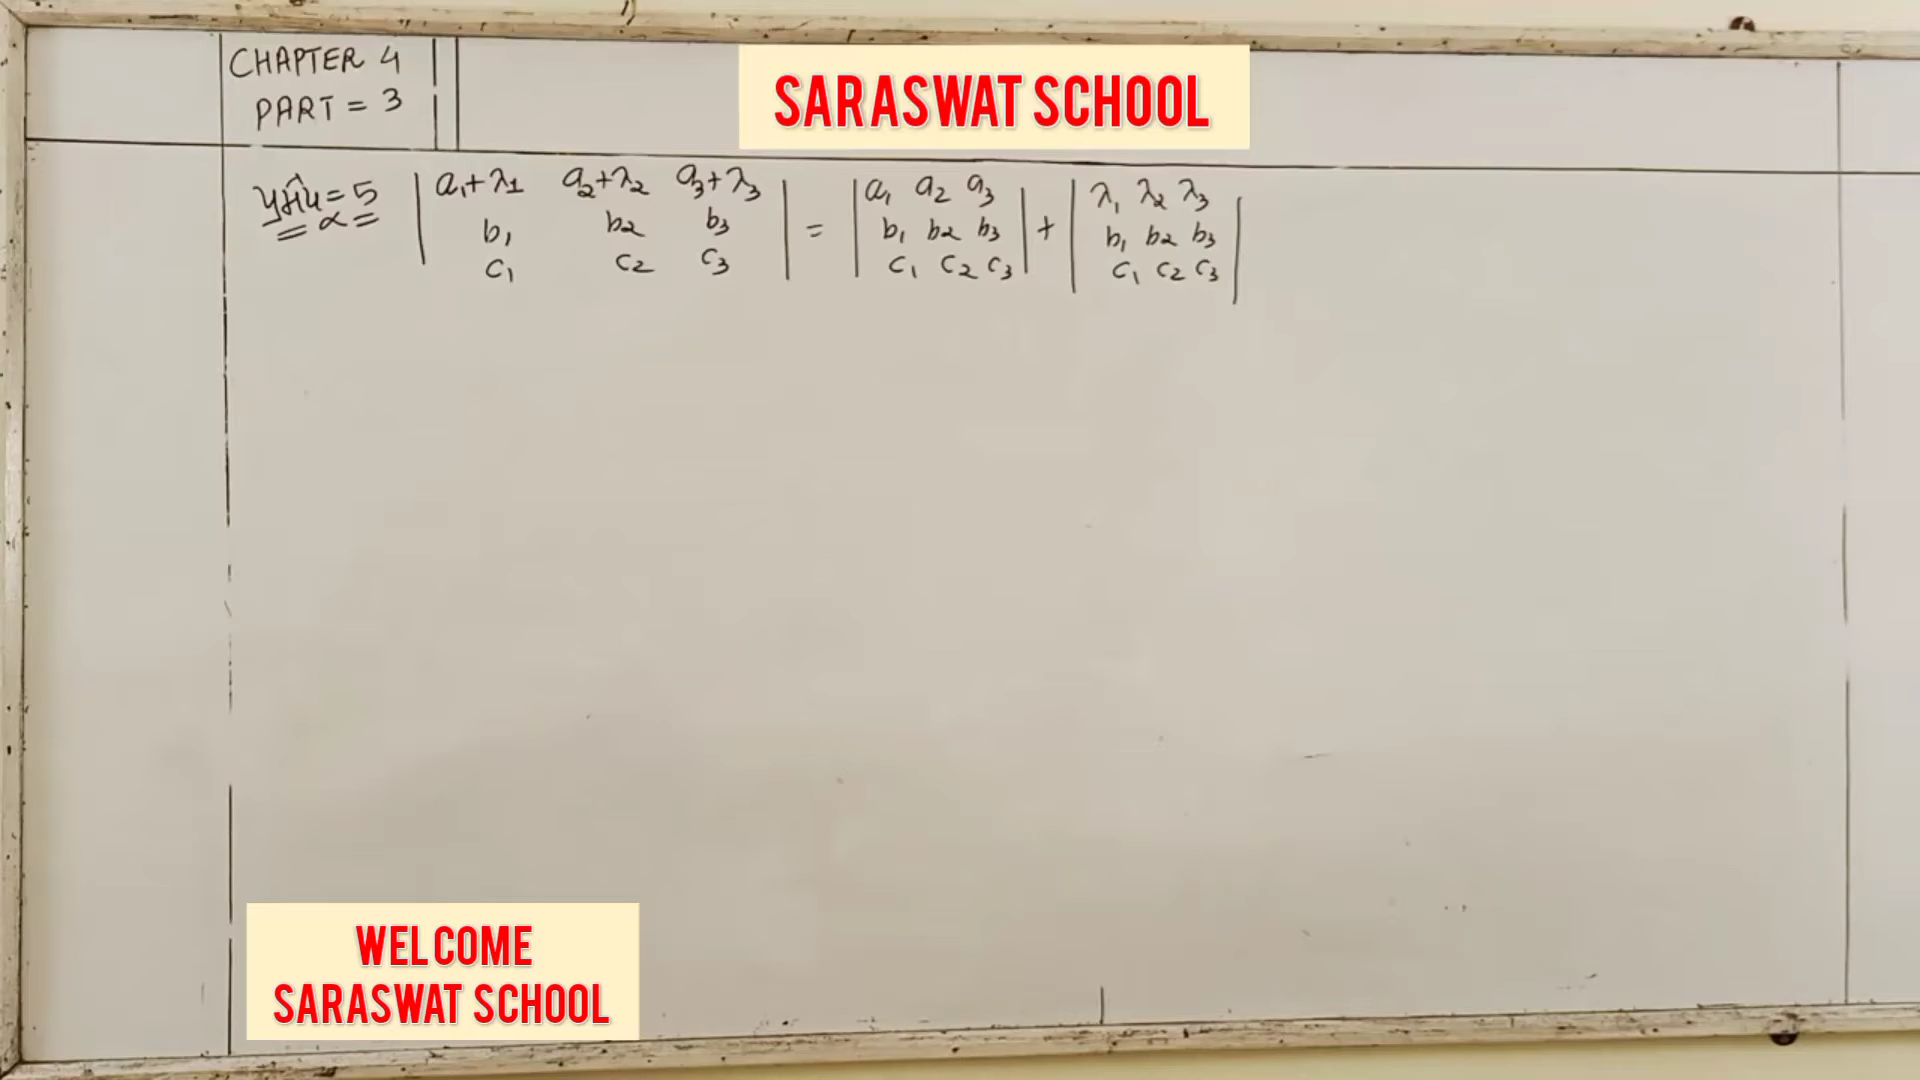 CHAPTER 4
PART = 3
SARASWAT SCHOOL
= 5
| a₁+λ₁ a₂+λ₂ a₃+λ₃ | = | a₁ a₂ a₃ | + | λ₁ λ₂ λ₃ |
b₁ b₂ b₃ b₁ b₂ b₃ b₁ b₂ b₃
c₁ c₂ c₃ c₁ c₂ c₃ c₁ c₂ c₃
WELCOME
SARASWAT SCHOOL